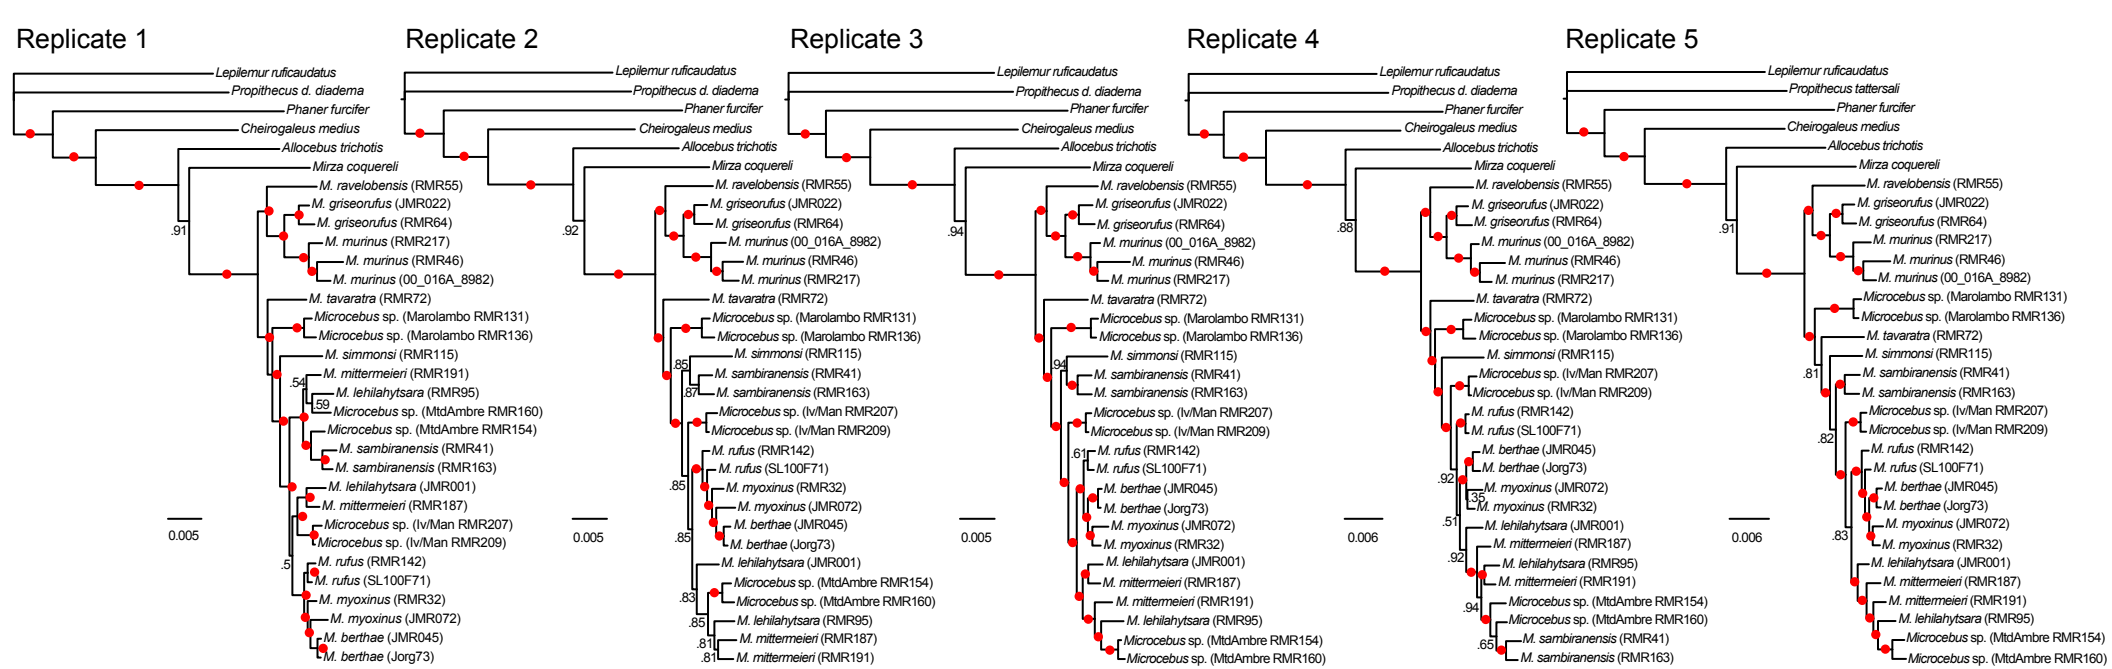 Replicate 1
Lepilemur ruficaudatus
Propithecus d. diadema
Phaner furcifer
Cheirogaleus medius
Allocebus trichotis
Mirza coquereli
M. ravelobensis (RMR55)
M. griseorufus (JMR022)
M. griseorufus (RMR64)
.91
M. murinus (RMR217)
M. murinus (RMR46)
M. murinus (00_016A_8982)
M. tavaratra (RMR72)
Microcebus sp. (Marolambo RMR131)
Microcebus sp. (Marolambo RMR136)
M. simmonsi (RMR115)
M. mittermeieri (RMR191)
.54
M. lehilahytsara (RMR95)
.59
Microcebus sp. (MtdAmbre RMR160)
Microcebus sp. (MtdAmbre RMR154)
M. sambiranensis (RMR41)
M. sambiranensis (RMR163)
M. lehilahytsara (JMR001)
M. mittermeieri (RMR187)
Microcebus sp. (Iv/Man RMR207)
Microcebus sp. (Iv/Man RMR209)
0.005
M. rufus (RMR142)
.5
M. rufus (SL100F71)
M. myoxinus (RMR32)
M. myoxinus (JMR072)
M. berthae (JMR045)
M. berthae (Jorg73)
Replicate 2
Lepilemur ruficaudatus
Propithecus d. diadema
Phaner furcifer
Cheirogaleus medius
Allocebus trichotis
Mirza coquereli
M. ravelobensis (RMR55)
M. griseorufus (JMR022)
M. griseorufus (RMR64)
.92
M. murinus (00_016A_8982)
M. murinus (RMR46)
M. murinus (RMR217)
M. tavaratra (RMR72)
Microcebus sp. (Marolambo RMR131)
Microcebus sp. (Marolambo RMR136)
M. simmonsi (RMR115)
.85
M. sambiranensis (RMR41)
.87
M. sambiranensis (RMR163)
Microcebus sp. (Iv/Man RMR207)
Microcebus sp. (Iv/Man RMR209)
M. rufus (RMR142)
M. rufus (SL100F71)
.85
M. myoxinus (RMR32)
M. myoxinus (JMR072)
M. berthae (JMR045)
0.005
.85
M. berthae (Jorg73)
M. lehilahytsara (JMR001)
Microcebus sp. (MtdAmbre RMR154)
.83
Microcebus sp. (MtdAmbre RMR160)
M. lehilahytsara (RMR95)
.85
M. mittermeieri (RMR187)
.81
M. mittermeieri (RMR191)
.81
Replicate 3
Lepilemur ruficaudatus
Propithecus d. diadema
Phaner furcifer
Cheirogaleus medius
Allocebus trichotis
Mirza coquereli
M. ravelobensis (RMR55)
M. griseorufus (JMR022)
M. griseorufus (RMR64)
.94
M. murinus (00_016A_8982)
M. murinus (RMR46)
M. murinus (RMR217)
M. tavaratra (RMR72)
Microcebus sp. (Marolambo RMR131)
Microcebus sp. (Marolambo RMR136)
M. simmonsi (RMR115)
.94
M. sambiranensis (RMR41)
M. sambiranensis (RMR163)
Microcebus sp. (Iv/Man RMR207)
Microcebus sp. (Iv/Man RMR209)
M. rufus (RMR142)
.61
M. rufus (SL100F71)
M. berthae (JMR045)
M. berthae (Jorg73)
M. myoxinus (JMR072)
0.005
M. myoxinus (RMR32)
M. lehilahytsara (JMR001)
M. mittermeieri (RMR187)
M. mittermeieri (RMR191)
M. lehilahytsara (RMR95)
Microcebus sp. (MtdAmbre RMR154)
Microcebus sp. (MtdAmbre RMR160)
Replicate 4
Lepilemur ruficaudatus
Propithecus d. diadema
Phaner furcifer
Cheirogaleus medius
Allocebus trichotis
Mirza coquereli
M. ravelobensis (RMR55)
M. griseorufus (JMR022)
M. griseorufus (RMR64)
.88
M. murinus (00_016A_8982)
M. murinus (RMR46)
M. murinus (RMR217)
M. tavaratra (RMR72)
Microcebus sp. (Marolambo RMR131)
Microcebus sp. (Marolambo RMR136)
M. simmonsi (RMR115)
Microcebus sp. (Iv/Man RMR207)
Microcebus sp. (Iv/Man RMR209)
M. rufus (RMR142)
M. rufus (SL100F71)
M. berthae (JMR045)
M. berthae (Jorg73)
.92
M. myoxinus (JMR072)
.35
M. myoxinus (RMR32)
.51
M. lehilahytsara (JMR001)
0.006
M. mittermeieri (RMR187)
.92
M. lehilahytsara (RMR95)
M. mittermeieri (RMR191)
Microcebus sp. (MtdAmbre RMR154)
.94
Microcebus sp. (MtdAmbre RMR160)
M. sambiranensis (RMR41)
.65
M. sambiranensis (RMR163)
Replicate 5
Lepilemur ruficaudatus
Propithecus tattersali
Phaner furcifer
Cheirogaleus medius
Allocebus trichotis
Mirza coquereli
M. ravelobensis (RMR55)
M. griseorufus (JMR022)
M. griseorufus (RMR64)
.91
M. murinus (RMR217)
M. murinus (RMR46)
M. murinus (00_016A_8982)
Microcebus sp. (Marolambo RMR131)
Microcebus sp. (Marolambo RMR136)
M. tavaratra (RMR72)
M. simmonsi (RMR115)
.81
M. sambiranensis (RMR41)
M. sambiranensis (RMR163)
Microcebus sp. (Iv/Man RMR207)
Microcebus sp. (Iv/Man RMR209)
.82
M. rufus (RMR142)
M. rufus (SL100F71)
M. berthae (JMR045)
M. berthae (Jorg73)
M. myoxinus (JMR072)
.83
0.006
M. myoxinus (RMR32)
M. lehilahytsara (JMR001)
M. mittermeieri (RMR187)
M. mittermeieri (RMR191)
M. lehilahytsara (RMR95)
Microcebus sp. (MtdAmbre RMR154)
Microcebus sp. (MtdAmbre RMR160)